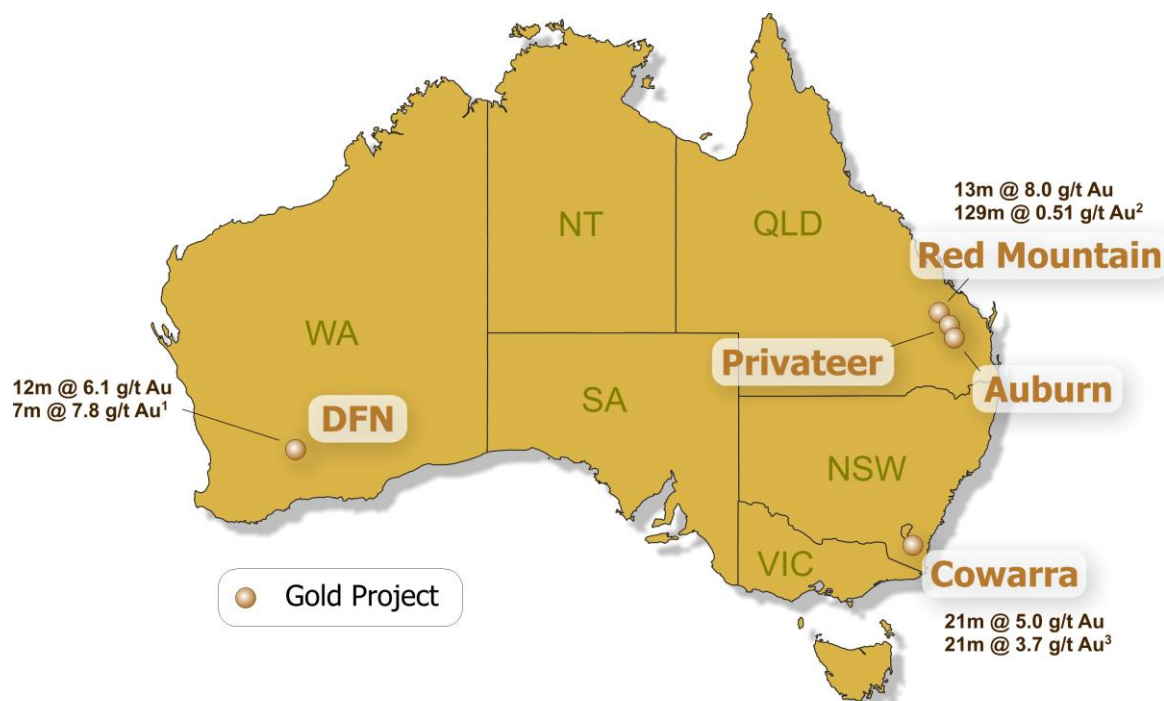 13m @ 8.0 g/t Au
129m @ 0.51 g/t Au²
NT
QLD
Red Mountain
WA
Privateer
12m @ 6.1 g/t Au
7m @ 7.8 g/t Au¹
DFN
SA
Auburn
NSW
VIC
Cowarra
Gold Project
21m @ 5.0 g/t Au
21m @ 3.7 g/t Au³